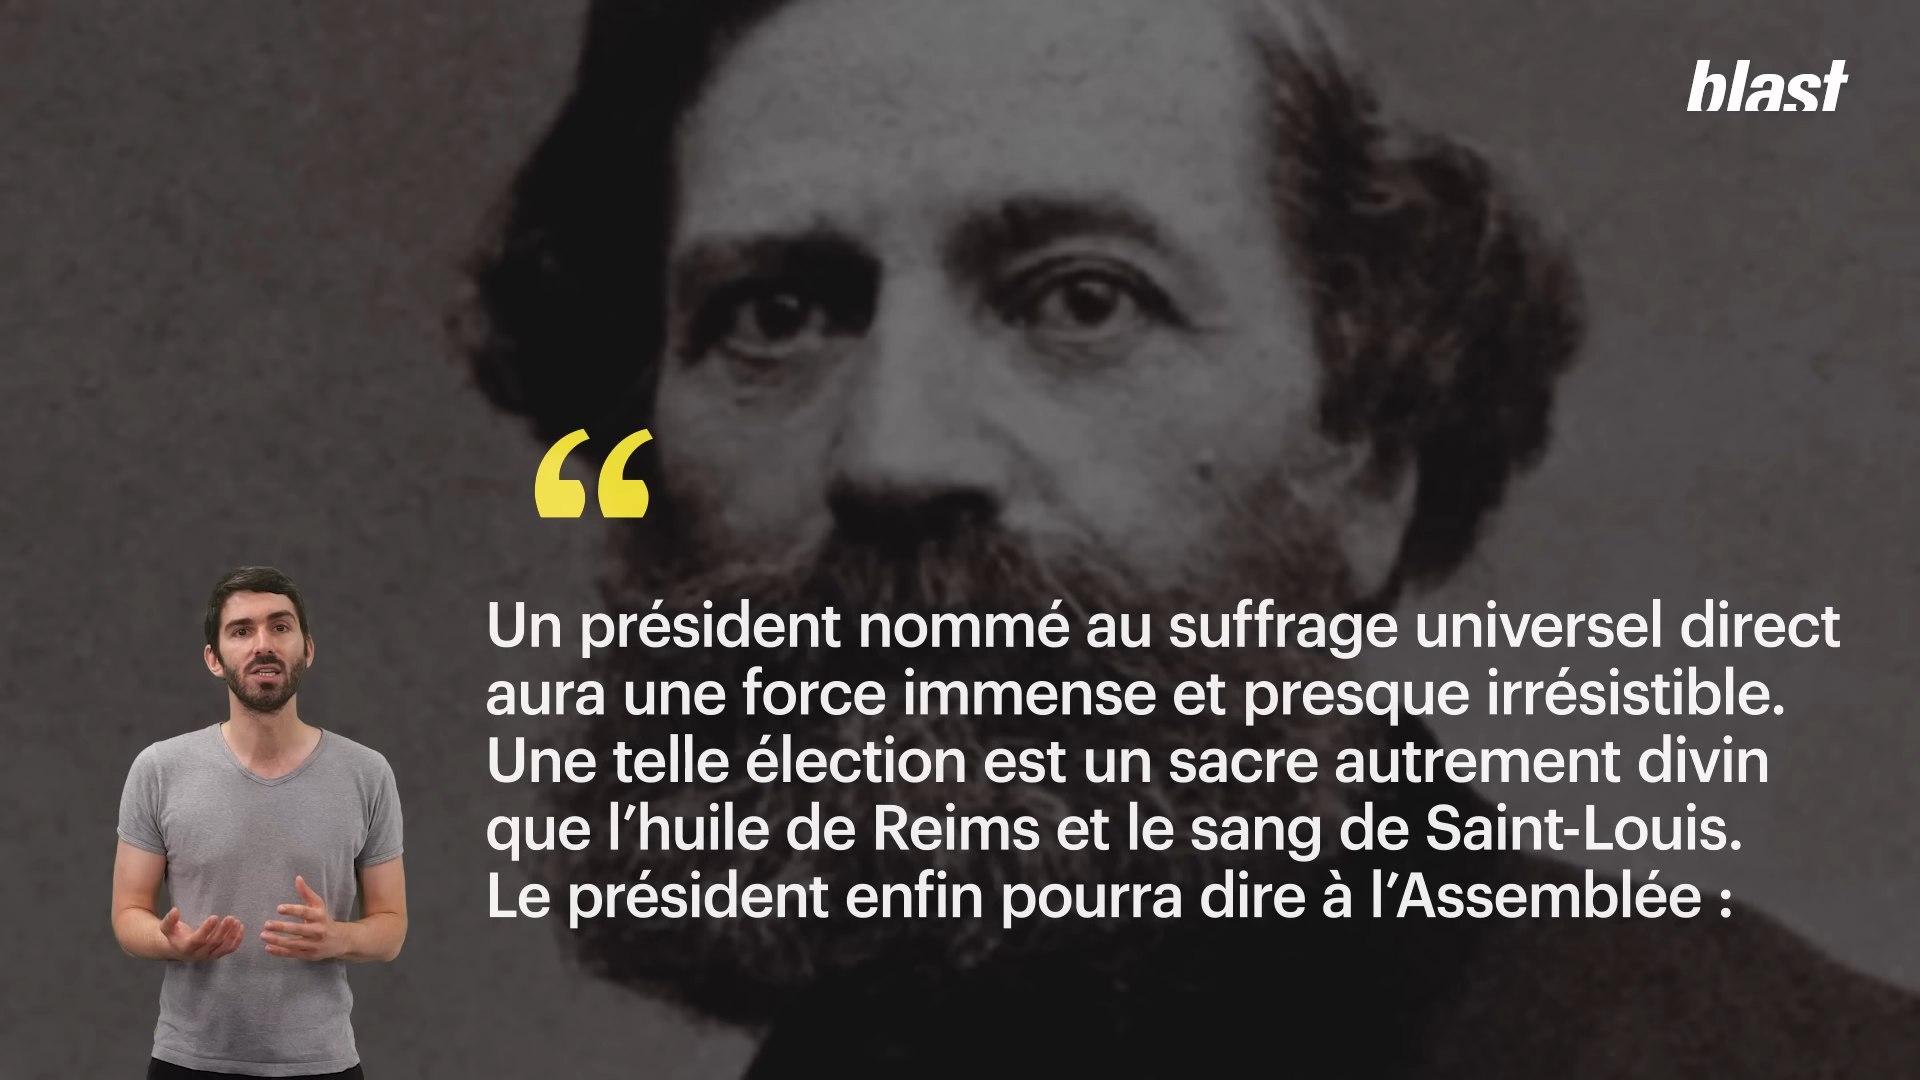 blast
“
Un président nommé au suffrage universel direct
aura une force immense et presque irrésistible.
Une telle élection est un sacre autrement divin
que l’huile de Reims et le sang de Saint-Louis.
Le président enfin pourra dire à l’Assemblée :